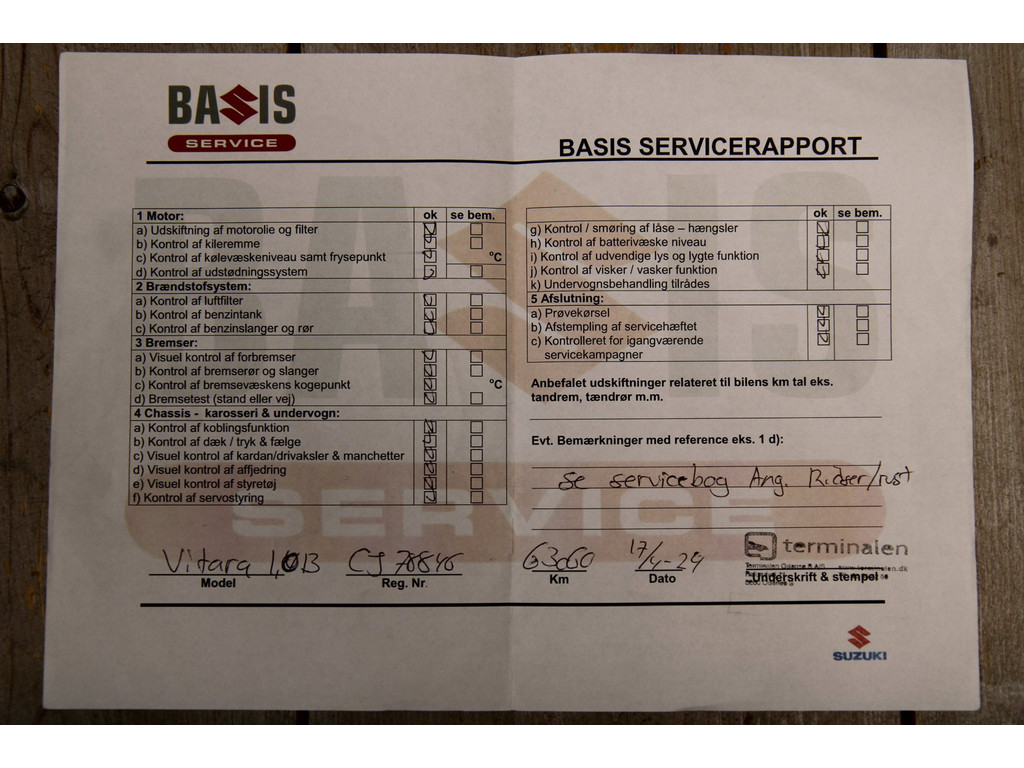 BASIS
SERVICE
BASIS SERVICERAPPORT
1 Motor: ok se bem.
a) Udskiftning af motorolie og filter
b) Kontrol af kileremme
c) Kontrol af kølevæskeniveau samt frysepunkt °C
d) Kontrol af udstødningssystem
2 Brændstofsystem:
a) Kontrol af luftfilter
b) Kontrol af benzintank
c) Kontrol af benzinslanger og rør
3 Bremser:
a) Visuel kontrol af forbremser
b) Kontrol af bremserør og slanger
c) Kontrol af bremsevæskens kogepunkt °C
d) Bremsetest (stand eller vej)
4 Chassis - karosseri & undervogn:
a) Kontrol af koblingsfunktion
b) Kontrol af dæk / tryk & fælge
c) Visuel kontrol af kardan/drivaksler & manchetter
d) Visuel kontrol af affjedring
e) Visuel kontrol af styretøj
f) Kontrol af servostyring
ok se bem.
g) Kontrol / smøring af låse – hængsler
h) Kontrol af batterivæske niveau
i) Kontrol af udvendige lys og lygte funktion
j) Kontrol af visker / vasker funktion
k) Undervognsbehandling tilrådes
5 Afslutning:
a) Prøvekørsel
b) Afstempling af servicehæftet
c) Kontrolleret for igangværende
servicekampagner
Anbefalet udskiftninger relateret til bilens km tal eks.
tandrem, tændrør m.m.
Evt. Bemærkninger med reference eks. 1 d):
se servicebog Ang. Ridser/rust
Vitara 1,0B CJ 78846 63060 17/4-24
terminalen
Model Reg. Nr. Km Dato Underskrift & stempel
SUZUKI
BASIS
SERVICE